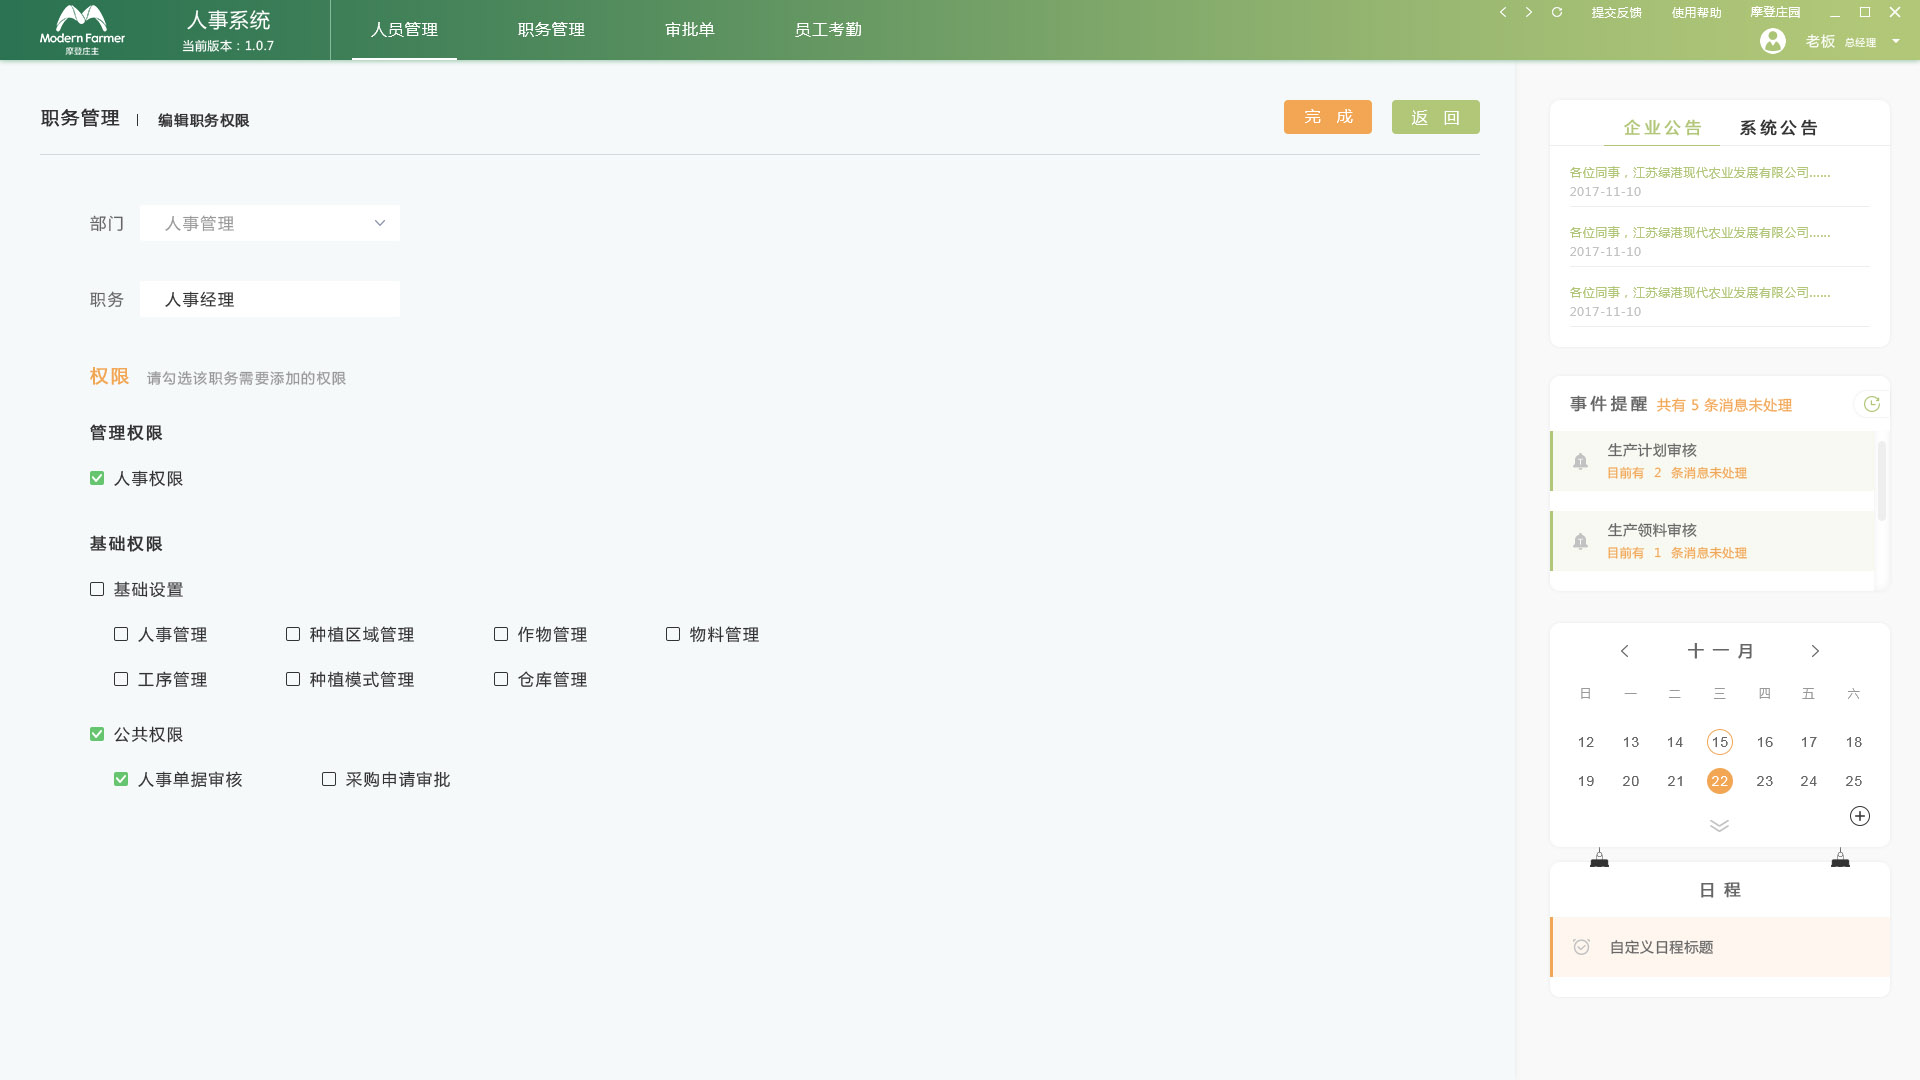 Modern Farmer
摩登庄主
人事系统
当前版本：1.0.7
人员管理
职务管理
审批单
员工考勤
提交反馈
使用帮助
摩登庄园
老板 总经理
职务管理 | 编辑职务权限
完 成
返 回
部门 人事管理
职务 人事经理
权限 请勾选该职务需要添加的权限
管理权限
人事权限
基础权限
基础设置
人事管理 种植区域管理 作物管理 物料管理
工序管理 种植模式管理 仓库管理
公共权限
人事单据审核 采购申请审批
企业公告 系统公告
各位同事，江苏绿港现代农业发展有限公司......
2017-11-10
各位同事，江苏绿港现代农业发展有限公司......
2017-11-10
各位同事，江苏绿港现代农业发展有限公司......
2017-11-10
事件提醒 共有 5 条消息未处理
生产计划审核
目前有 2 条消息未处理
生产领料审核
目前有 1 条消息未处理
十一月
日 一 二 三 四 五 六
12 13 14 15 16 17 18
19 20 21 22 23 24 25
日 程
自定义日程标题